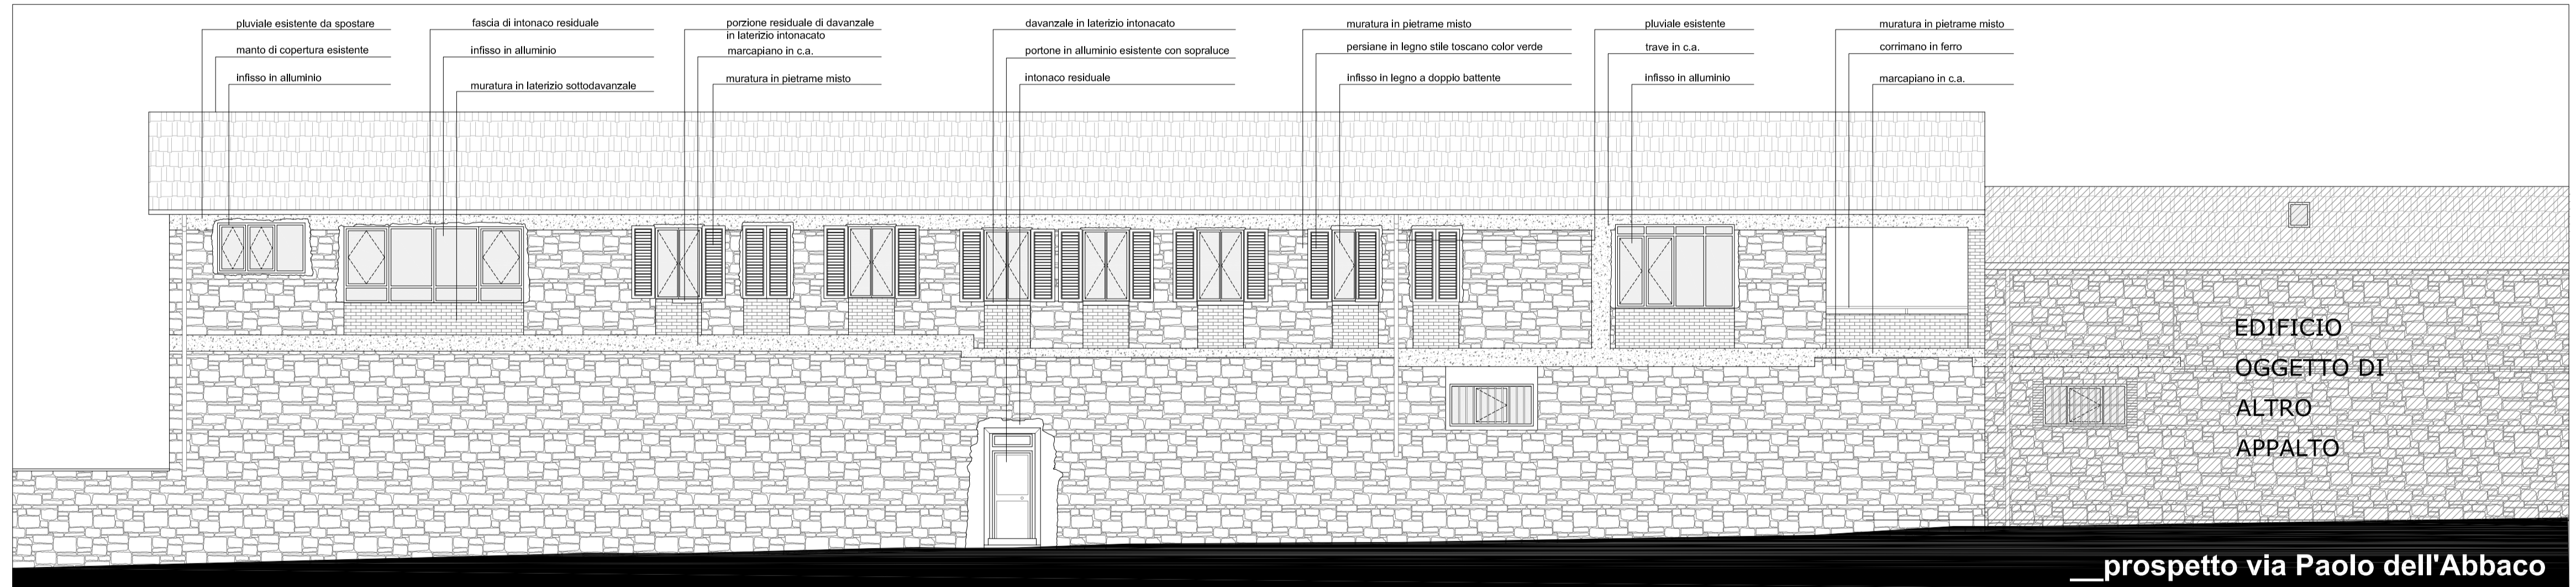 pluviale esistente da spostare
manto di copertura esistente
infisso in alluminio
fascia di intonaco residuale
infisso in alluminio
muratura in laterizio sottodavanzale
porzione residuale di davanzale
in laterizio intonacato
marcapiano in c.a.
muratura in pietrame misto
davanzale in laterizio intonacato
portone in alluminio esistente con sopraluce
intonaco residuale
muratura in pietrame misto
persiane in legno stile toscano color verde
infisso in legno a doppio battente
pluviale esistente
trave in c.a.
infisso in alluminio
muratura in pietrame misto
corrimano in ferro
marcapiano in c.a.
EDIFICIO
OGGETTO DI
ALTRO
APPALTO
__prospetto via Paolo dell'Abbaco